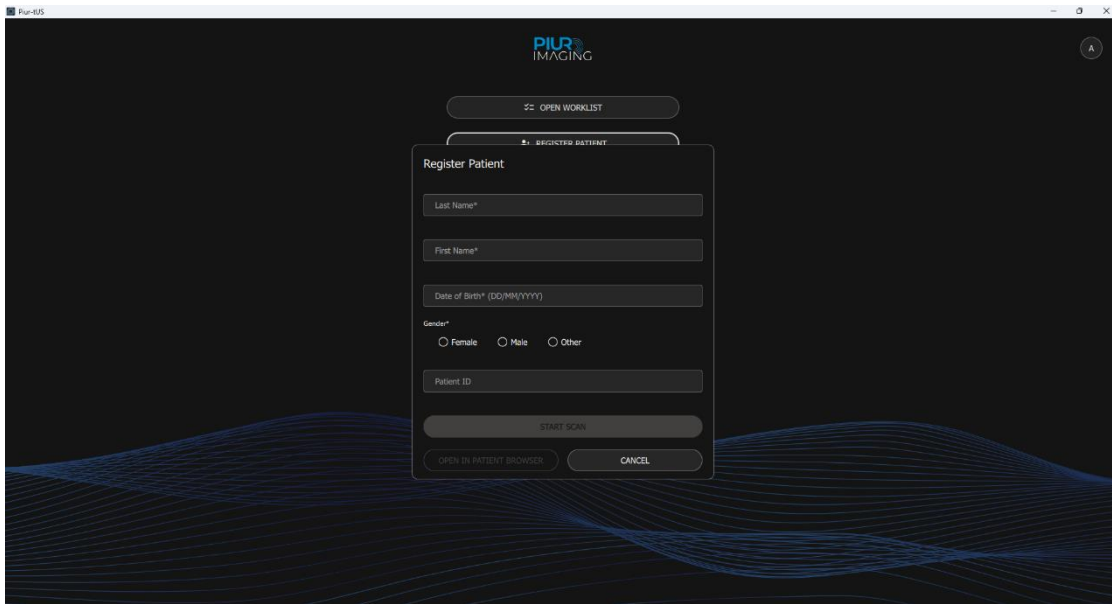 Piur-tUS
PIUR
IMAGING
A
OPEN WORKLIST
REGISTER PATIENT
Register Patient
Last Name*
First Name*
Date of Birth* (DD/MM/YYYY)
Gender*
Female Male Other
Patient ID
START SCAN
OPEN IN PATIENT BROWSER CANCEL